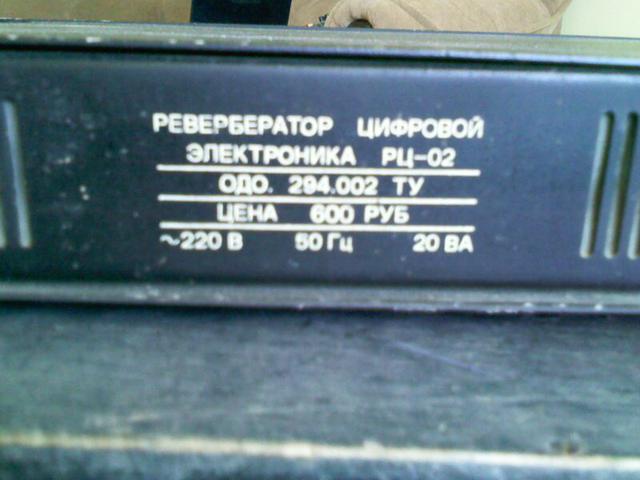 РЕВЕРБЕРАТОР ЦИФРОВОЙ
ЭЛЕКТРОНИКА РЦ-02
ОДО. 294.002 ТУ
ЦЕНА 600 РУБ
~220 В 50 Гц 20 ВА